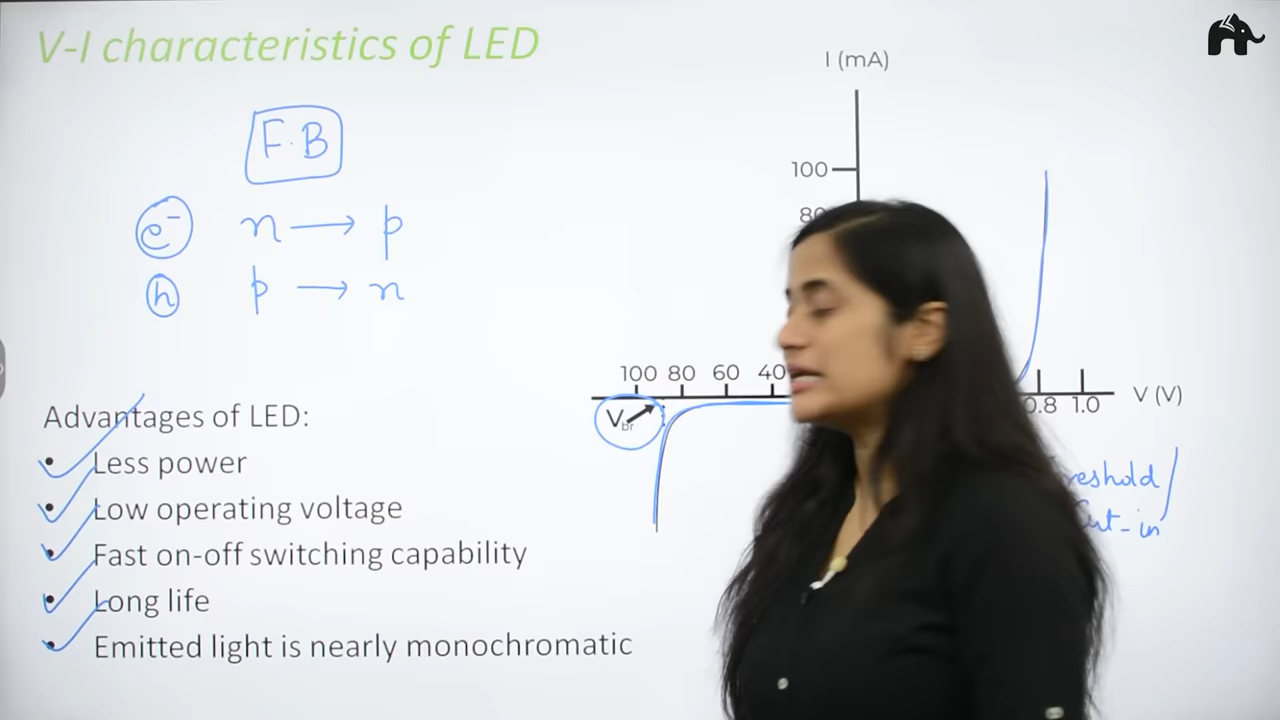 V-I characteristics of LED
F.B
e⁻ n → p
h p → n
Advantages of LED:
• Less power
• Low operating voltage
• Fast on-off switching capability
• Long life
• Emitted light is nearly monochromatic
I (mA)
100
100 80 60 40
0.8 1.0 V (V)
Vbr